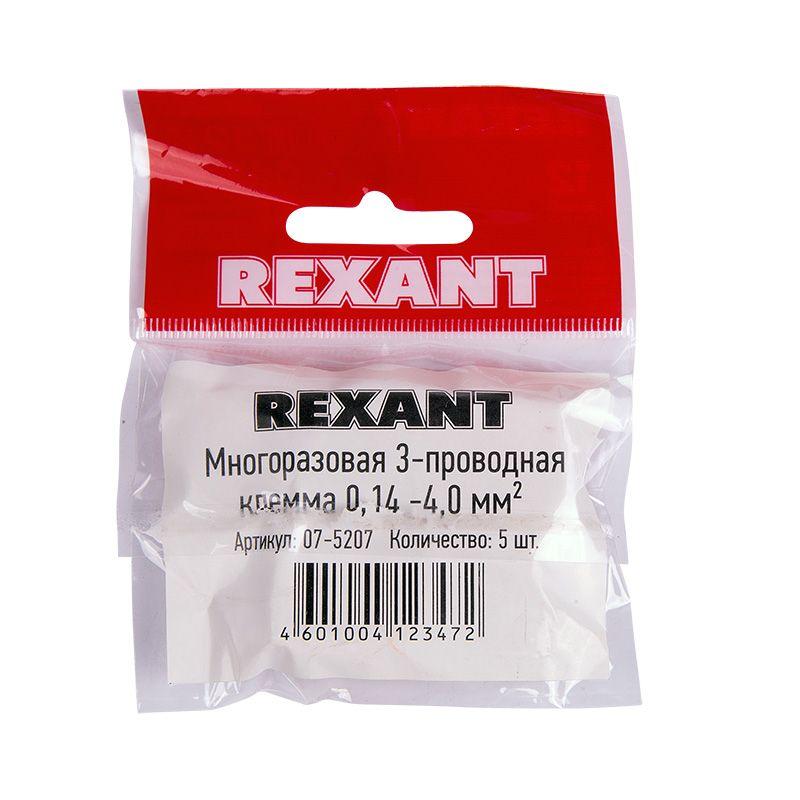 REXANT
REXANT
Многоразовая 3-проводная
клемма 0,14 -4,0 мм²
Артикул: 07-5207 Количество: 5 шт.
4 601004 123472